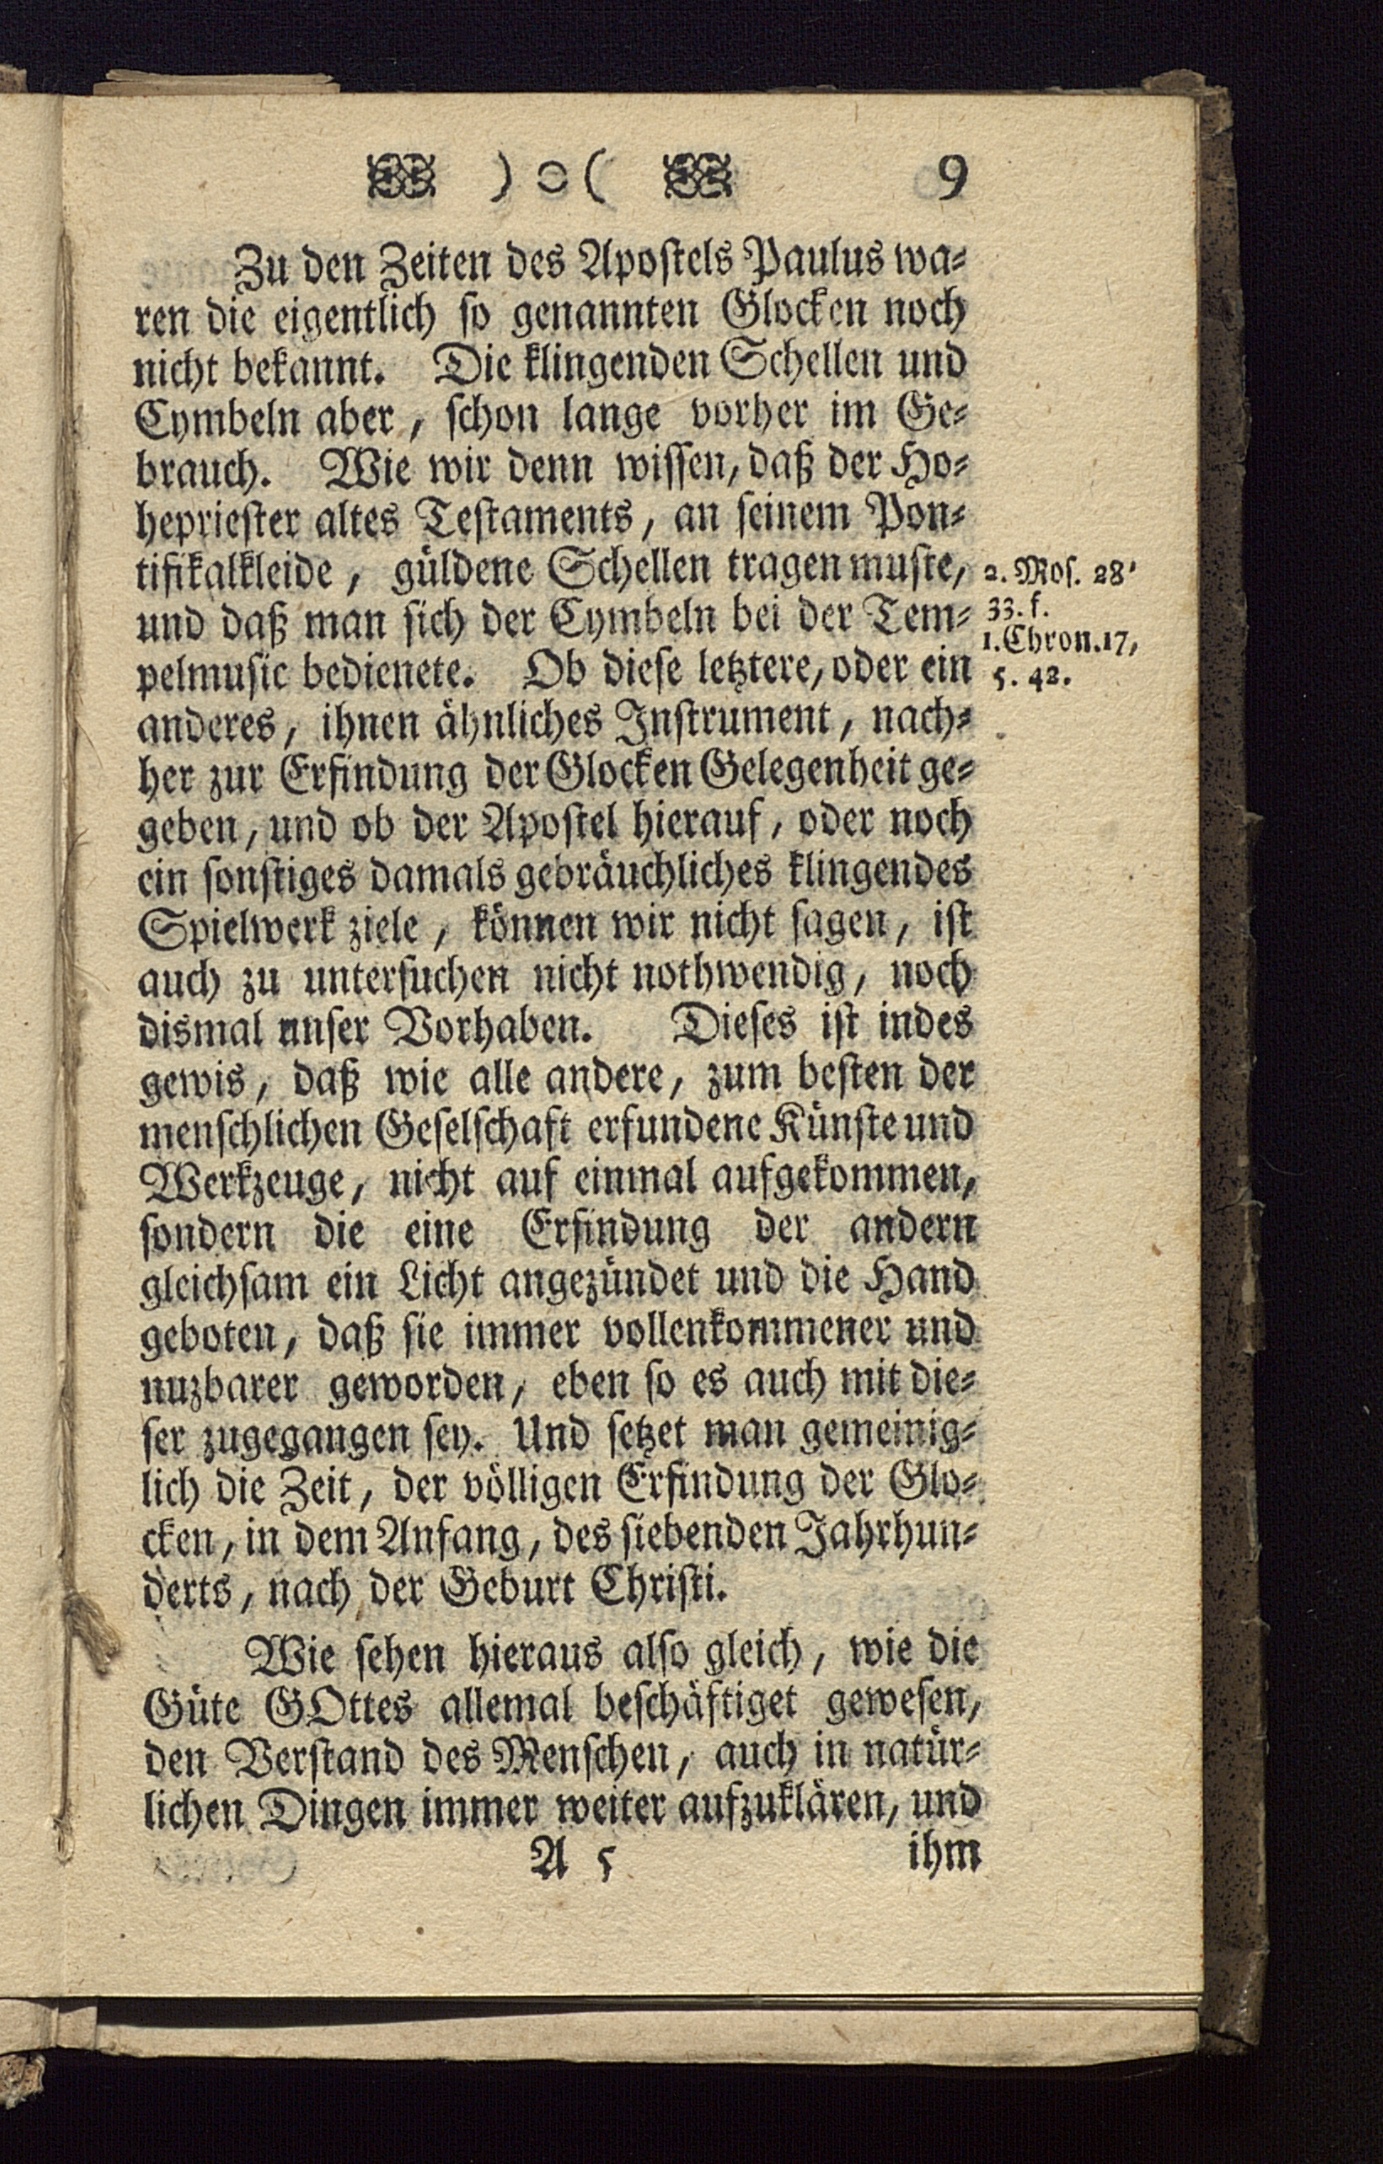 ) o ( 9
Zu den Zeiten des Apostels Paulus wa-
ren die eigentlich so genannten Glocken noch
nicht bekannt. Die klingenden Schellen und
Cymbeln aber, schon lange vorher im Ge-
brauch. Wie wir denn wissen, daß der Ho-
hepriester altes Testaments, an seinem Pon-
tifikalkleide, güldene Schellen tragen muste,
und daß man sich der Cymbeln bei der Tem-
pelmusic bedienete. Ob diese letztere, oder ein
anderes, ihnen ähnliches Instrument, nach-
her zur Erfindung der Glocken Gelegenheit ge-
geben, und ob der Apostel hierauf, oder noch
ein sonstiges damals gebräuchliches klingendes
Spielwerk ziele, können wir nicht sagen, ist
auch zu untersuchen nicht nothwendig, noch
dismal unser Vorhaben. Dieses ist indes
gewis, daß wie alle andere, zum besten der
menschlichen Geselschaft erfundene Künste und
Werkzeuge, nicht auf einmal aufgekommen,
sondern die eine Erfindung der andern
gleichsam ein Licht angezündet und die Hand
geboten, daß sie immer vollenkommener und
nuzbarer geworden, eben so es auch mit die-
ser zugegangen sey. Und setzet man gemeinig-
lich die Zeit, der völligen Erfindung der Glo-
cken, in dem Anfang, des siebenden Jahrhun-
derts, nach der Geburt Christi.
Wie sehen hieraus also gleich, wie die
Güte GOttes allemal beschäftiget gewesen,
den Verstand des Menschen, auch in natür-
lichen Dingen immer weiter aufzuklären, und
A 5 ihm
2. Mos. 28'
33. f.
1. Chron. 17,
5. 42.